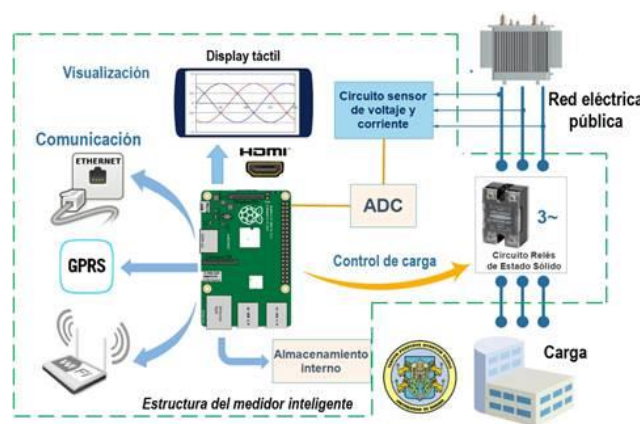 Display táctil
Visualización
Circuito sensor
de voltaje y
corriente
Red eléctrica
pública
Comunicación
ETHERNET
HDMI
ADC
3~
Circuito Relés
de Estado Sólido
GPRS
Control de carga
WiFi
Almacenamiento
interno
Carga
Estructura del medidor inteligente